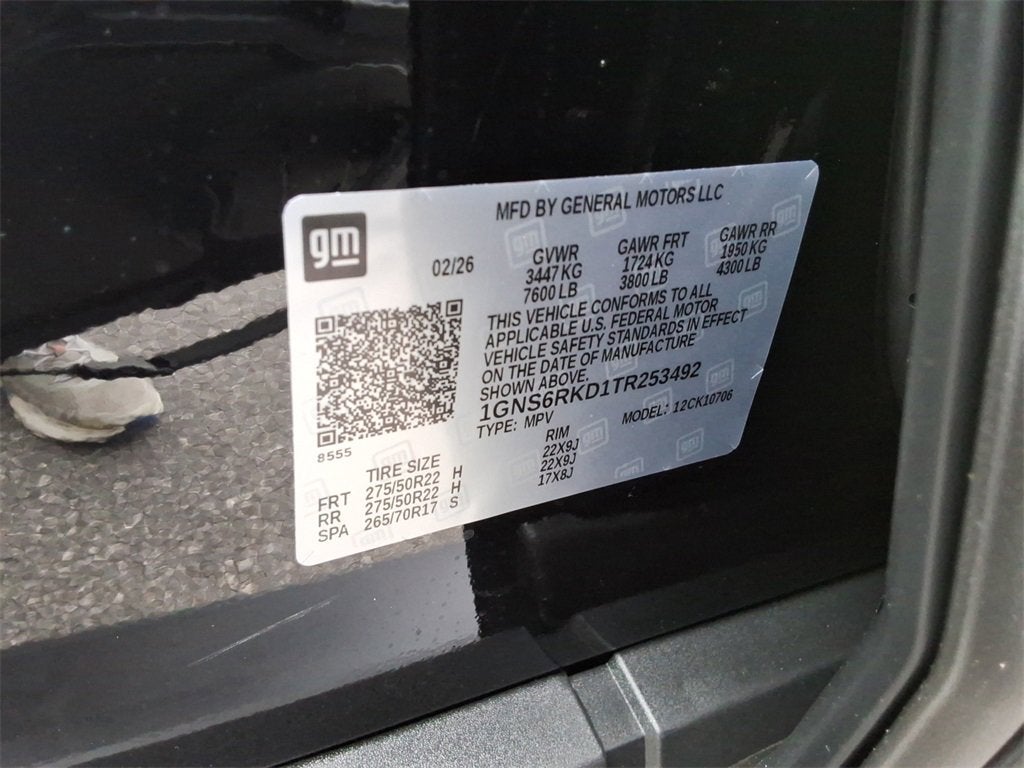 MFD BY GENERAL MOTORS LLC
gm
02/26
GVWR GAWR FRT GAWR RR
3447 KG 1724 KG 1950 KG
7600 LB 3800 LB 4300 LB
THIS VEHICLE CONFORMS TO ALL
APPLICABLE U.S. FEDERAL MOTOR
VEHICLE SAFETY STANDARDS IN EFFECT
ON THE DATE OF MANUFACTURE
SHOWN ABOVE.
1GNS6RKD1TR253492
TYPE: MPV MODEL: 12CK10706
8555
TIRE SIZE RIM
FRT 275/50R22 H 22X9J
RR 275/50R22 H 22X9J
SPA 265/70R17 S 17X8J